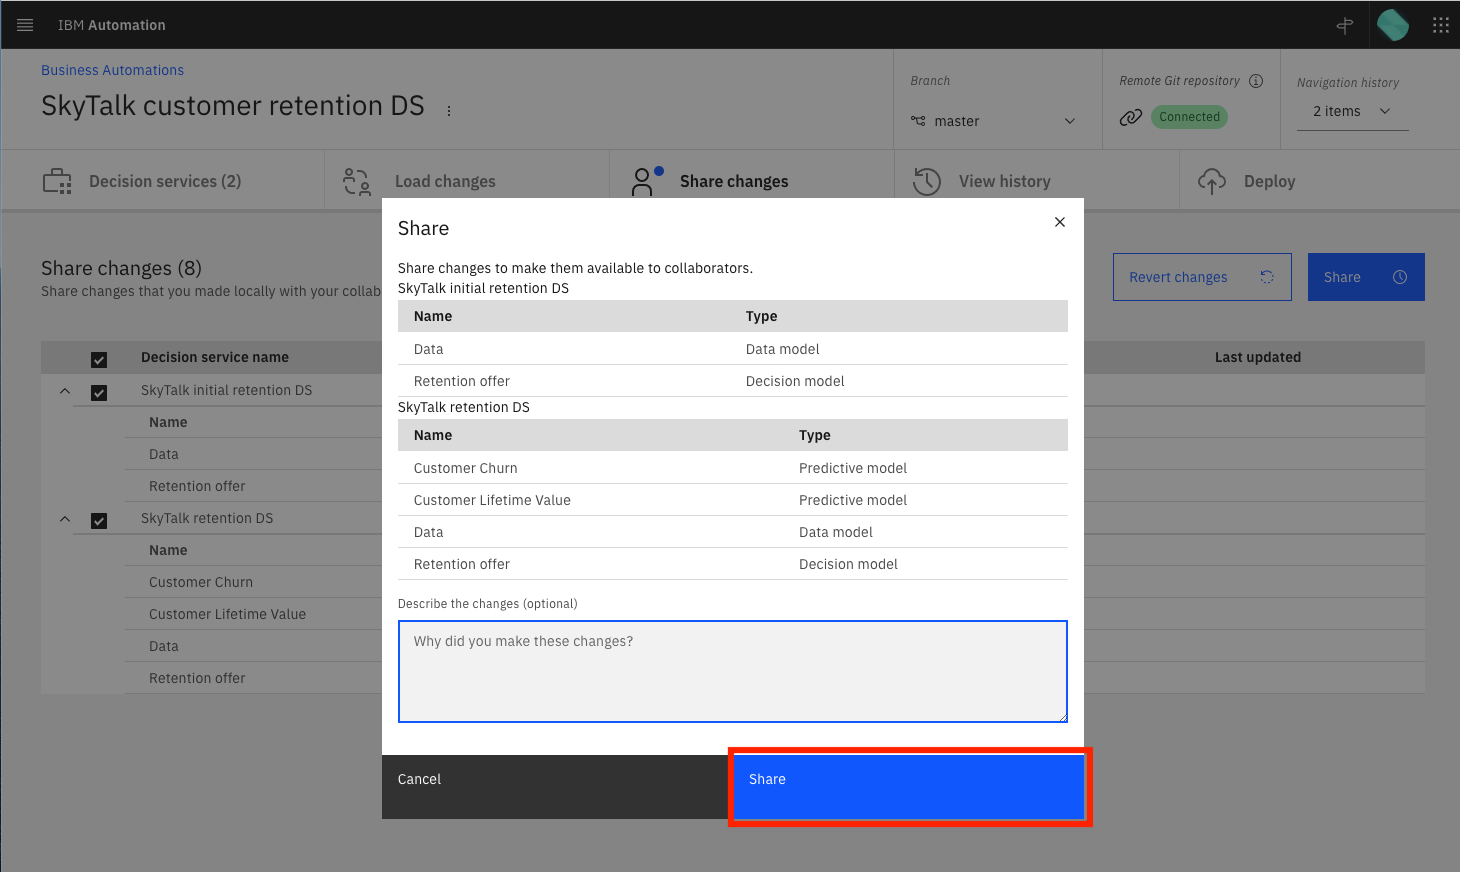 IBM Automation
Business Automations
SkyTalk customer retention DS
Branch
master
Remote Git repository
Connected
Navigation history
2 items
Decision services (2)
Load changes
Share changes
View history
Deploy
Share changes (8)
Share changes that you made locally with your collab
Revert changes
Share
Decision service name
Last updated
SkyTalk initial retention DS
Name
Data
Retention offer
SkyTalk retention DS
Name
Customer Churn
Customer Lifetime Value
Data
Retention offer
Share
Share changes to make them available to collaborators.
SkyTalk initial retention DS
Name Type
Data Data model
Retention offer Decision model
SkyTalk retention DS
Name Type
Customer Churn Predictive model
Customer Lifetime Value Predictive model
Data Data model
Retention offer Decision model
Describe the changes (optional)
Why did you make these changes?
Cancel
Share